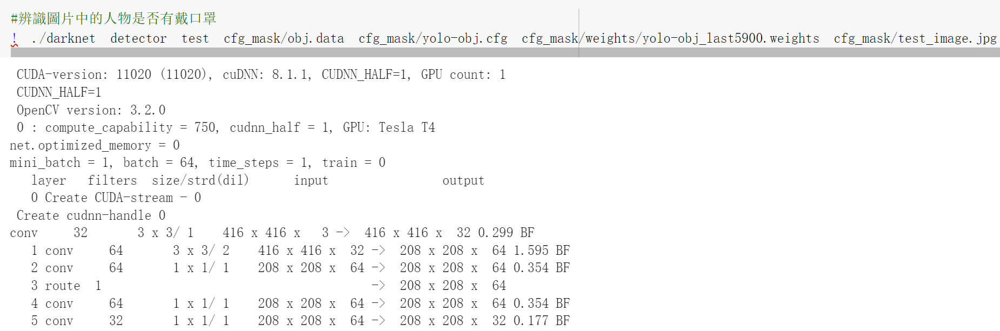 #辨識圖片中的人物是否有戴口罩
! ./darknet detector test cfg_mask/obj.data cfg_mask/yolo-obj.cfg cfg_mask/weights/yolo-obj_last5900.weights cfg_mask/test_image.jpg
CUDA-version: 11020 (11020), cuDNN: 8.1.1, CUDNN_HALF=1, GPU count: 1
CUDNN_HALF=1
OpenCV version: 3.2.0
0 : compute_capability = 750, cudnn_half = 1, GPU: Tesla T4
net.optimized_memory = 0
mini_batch = 1, batch = 64, time_steps = 1, train = 0
layer filters size/strd(dil) input output
0 Create CUDA-stream - 0
Create cudnn-handle 0
conv 32 3 x 3/ 1 416 x 416 x 3 -> 416 x 416 x 32 0.299 BF
1 conv 64 3 x 3/ 2 416 x 416 x 32 -> 208 x 208 x 64 1.595 BF
2 conv 64 1 x 1/ 1 208 x 208 x 64 -> 208 x 208 x 64 0.354 BF
3 route 1 -> 208 x 208 x 64
4 conv 64 1 x 1/ 1 208 x 208 x 64 -> 208 x 208 x 64 0.354 BF
5 conv 32 1 x 1/ 1 208 x 208 x 64 -> 208 x 208 x 32 0.177 BF